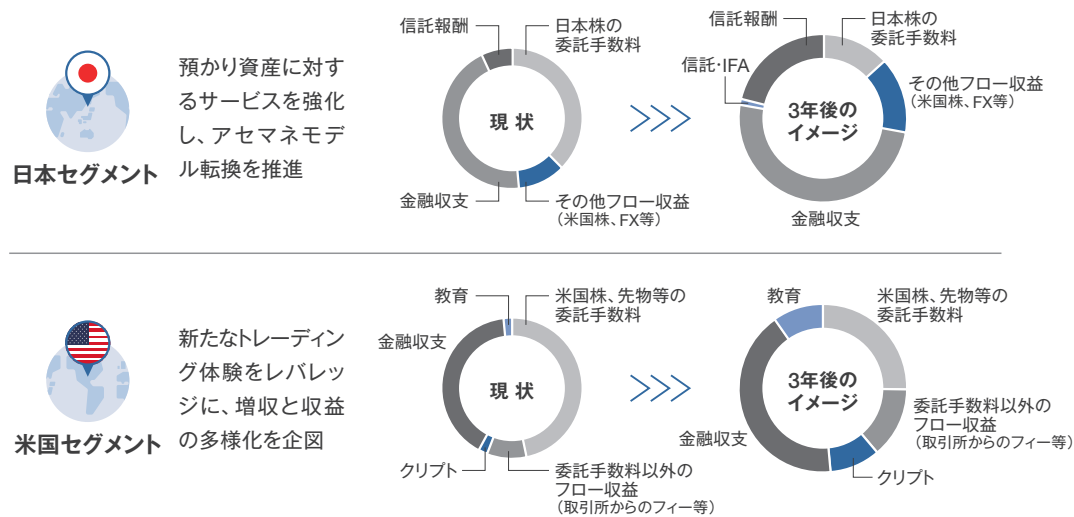 日本セグメント
預かり資産に対す
るサービスを強化
し、アセマネモデ
ル転換を推進
信託報酬
日本株の
委託手数料
現状
金融収支
その他フロー収益
（米国株、FX等）
信託報酬
日本株の
委託手数料
信託・IFA
その他フロー収益
（米国株、FX等）
3年後の
イメージ
金融収支
米国セグメント
新たなトレーディン
グ体験をレバレッ
ジに、増収と収益
の多様化を企図
教育
米国株、先物等の
委託手数料
金融収支
現状
クリプト
委託手数料以外の
フロー収益
（取引所からのフィー等）
教育
米国株、先物等の
委託手数料
3年後の
イメージ
委託手数料以外の
フロー収益
（取引所からのフィー等）
金融収支
クリプト